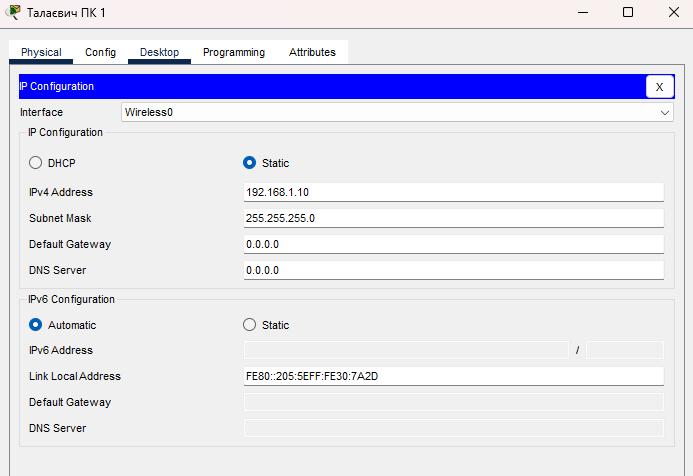 Талаєвич ПК 1
Physical Config Desktop Programming Attributes
IP Configuration X
Interface Wireless0
IP Configuration
DHCP Static
IPv4 Address 192.168.1.10
Subnet Mask 255.255.255.0
Default Gateway 0.0.0.0
DNS Server 0.0.0.0
IPv6 Configuration
Automatic Static
IPv6 Address /
Link Local Address FE80::205:5EFF:FE30:7A2D
Default Gateway
DNS Server